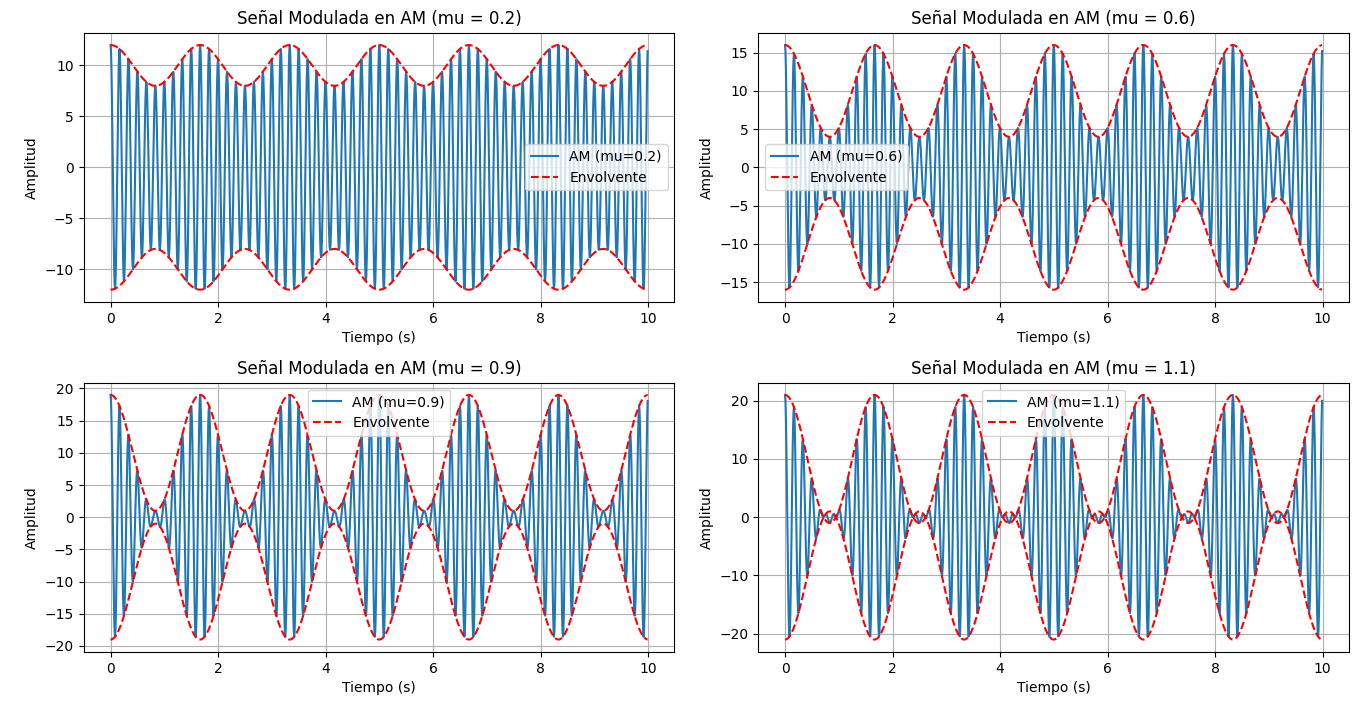 Señal Modulada en AM (mu = 0.2)
Amplitud
10
5
0
−5
−10
AM (mu=0.2)
Envolvente
0 2 4 6 8 10
Tiempo (s)
Señal Modulada en AM (mu = 0.6)
Amplitud
15
10
5
0
−5
−10
−15
AM (mu=0.6)
Envolvente
0 2 4 6 8 10
Tiempo (s)
Señal Modulada en AM (mu = 0.9)
Amplitud
20
15
10
5
0
−5
−10
−15
−20
AM (mu=0.9)
Envolvente
0 2 4 6 8 10
Tiempo (s)
Señal Modulada en AM (mu = 1.1)
Amplitud
20
10
0
−10
−20
AM (mu=1.1)
Envolvente
0 2 4 6 8 10
Tiempo (s)